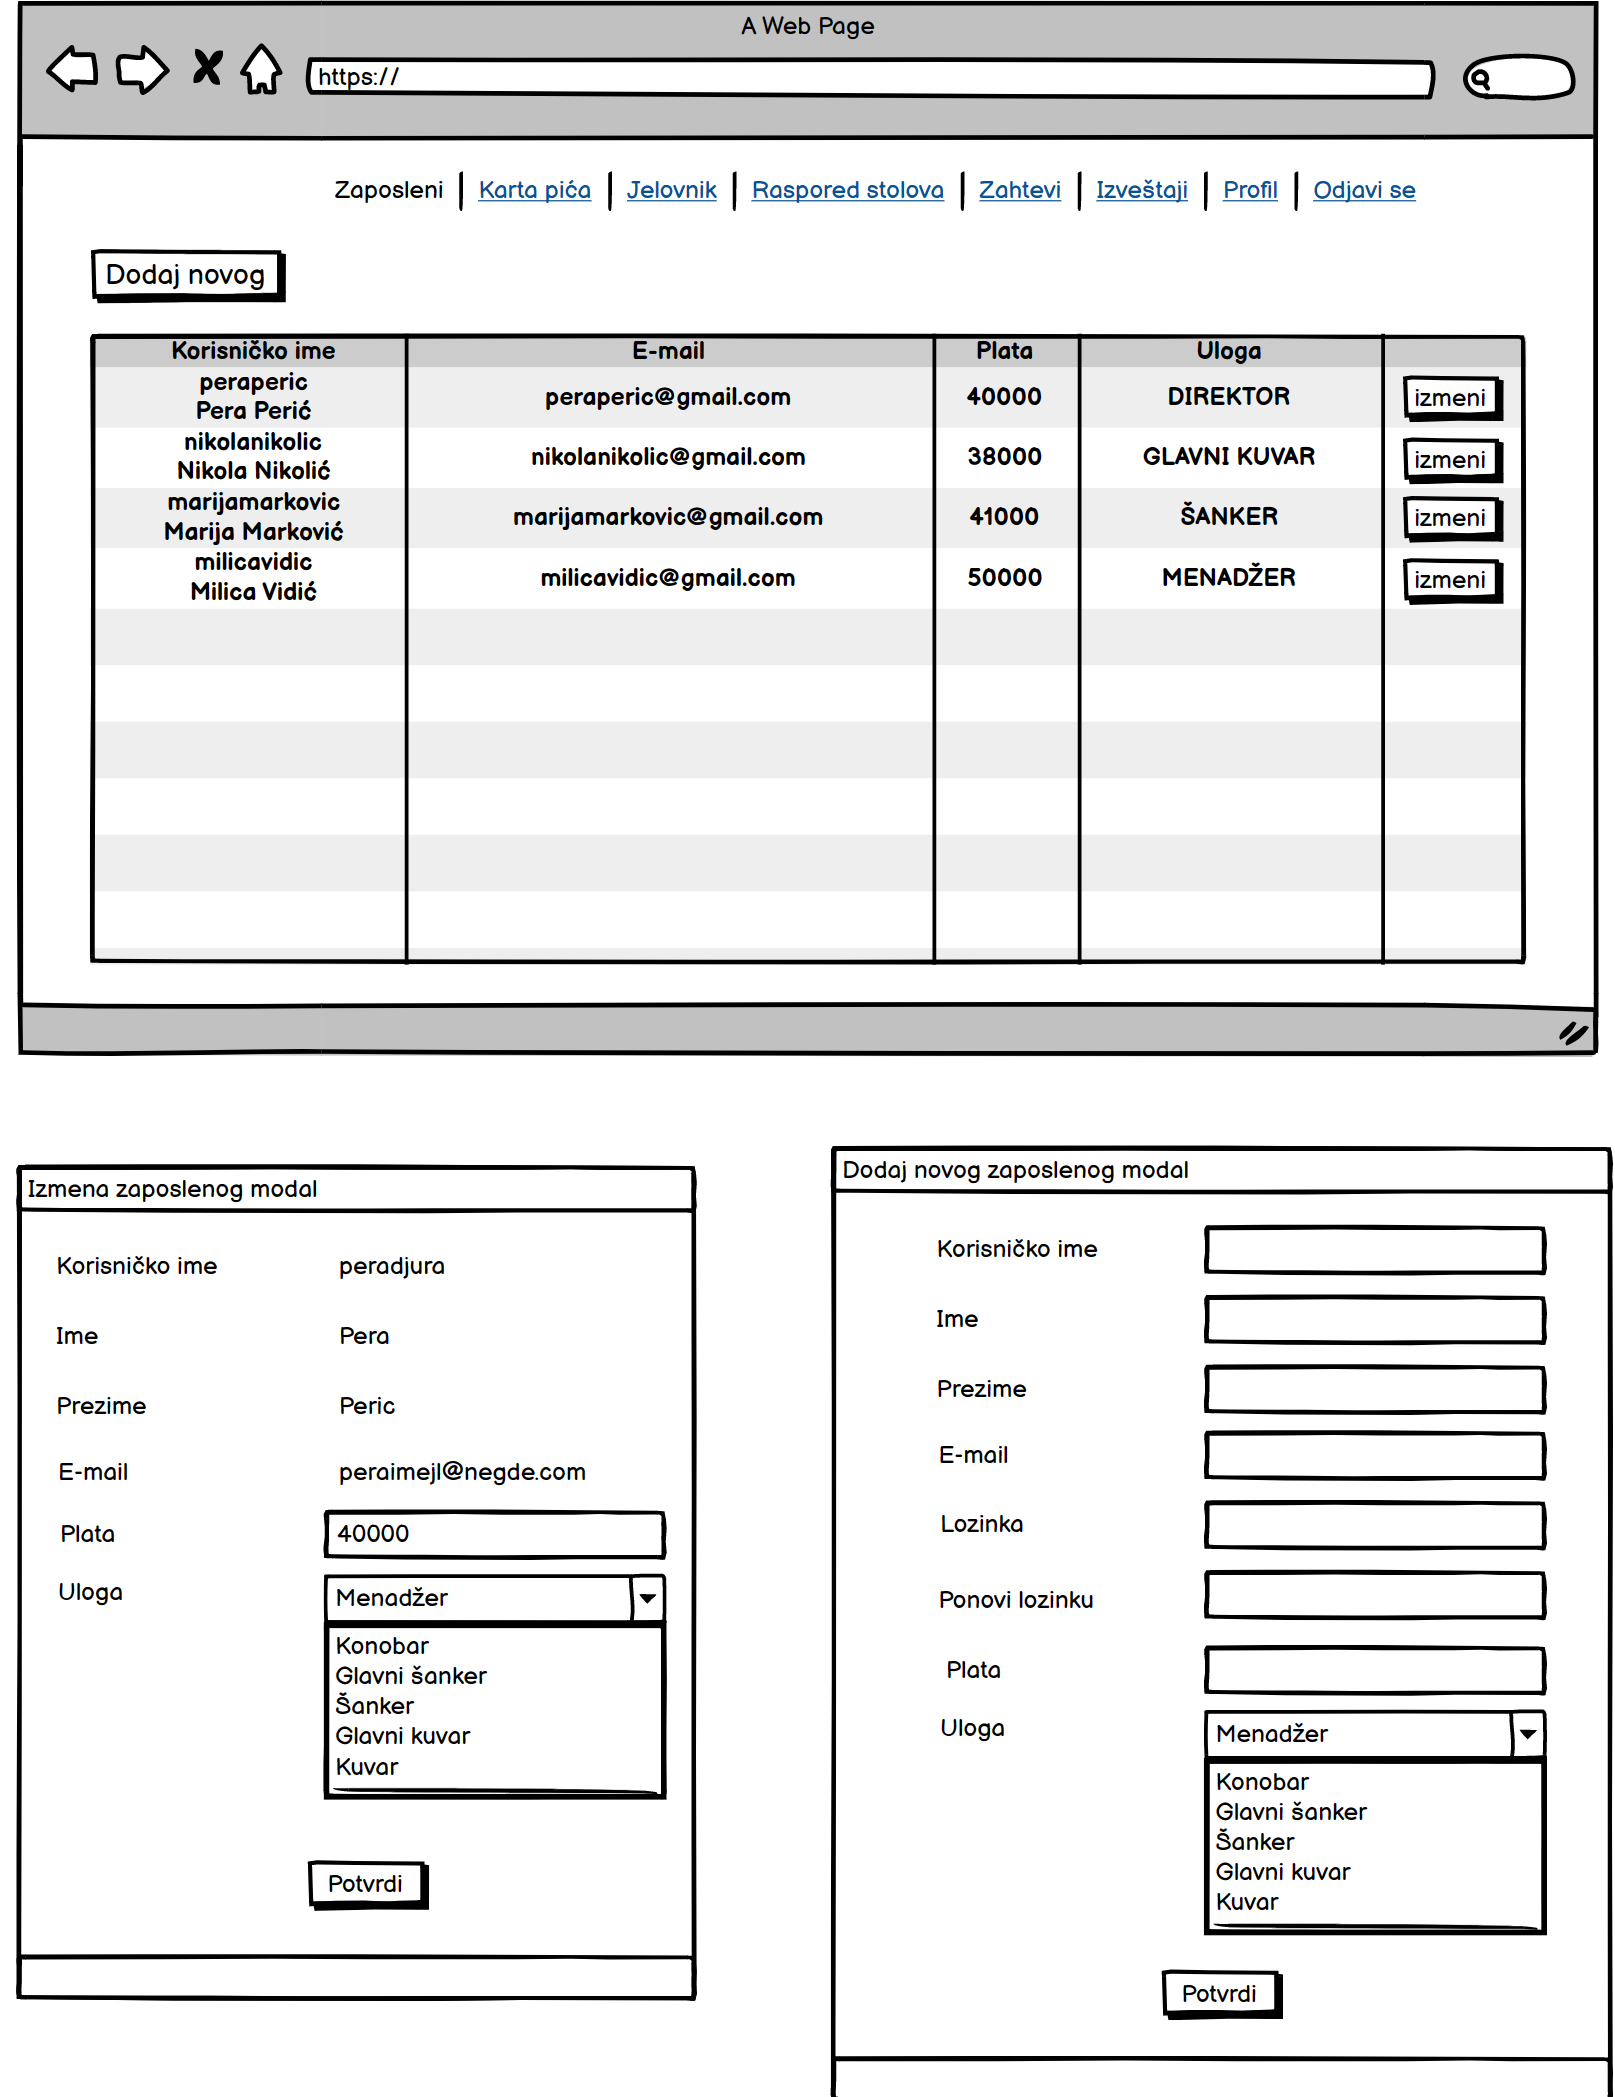 A Web Page
https://
Zaposleni Karta pića Jelovnik Raspored stolova Zahtevi Izveštaji Profil Odjavi se
Dodaj novog
Korisničko ime E-mail Plata Uloga
peraperic
Pera Perić peraperic@gmail.com 40000 DIREKTOR izmeni
nikolanikolic
Nikola Nikolić nikolanikolic@gmail.com 38000 GLAVNI KUVAR izmeni
marijamarkovic
Marija Marković marijamarkovic@gmail.com 41000 ŠANKER izmeni
milicavidic
Milica Vidić milicavidic@gmail.com 50000 MENADŽER izmeni
Izmena zaposlenog modal
Korisničko ime peradjura
Ime Pera
Prezime Peric
E-mail peraimejl@negde.com
Plata 40000
Uloga Menadžer
Konobar
Glavni šanker
Šanker
Glavni kuvar
Kuvar
Potvrdi
Dodaj novog zaposlenog modal
Korisničko ime
Ime
Prezime
E-mail
Lozinka
Ponovi lozinku
Plata
Uloga Menadžer
Konobar
Glavni šanker
Šanker
Glavni kuvar
Kuvar
Potvrdi